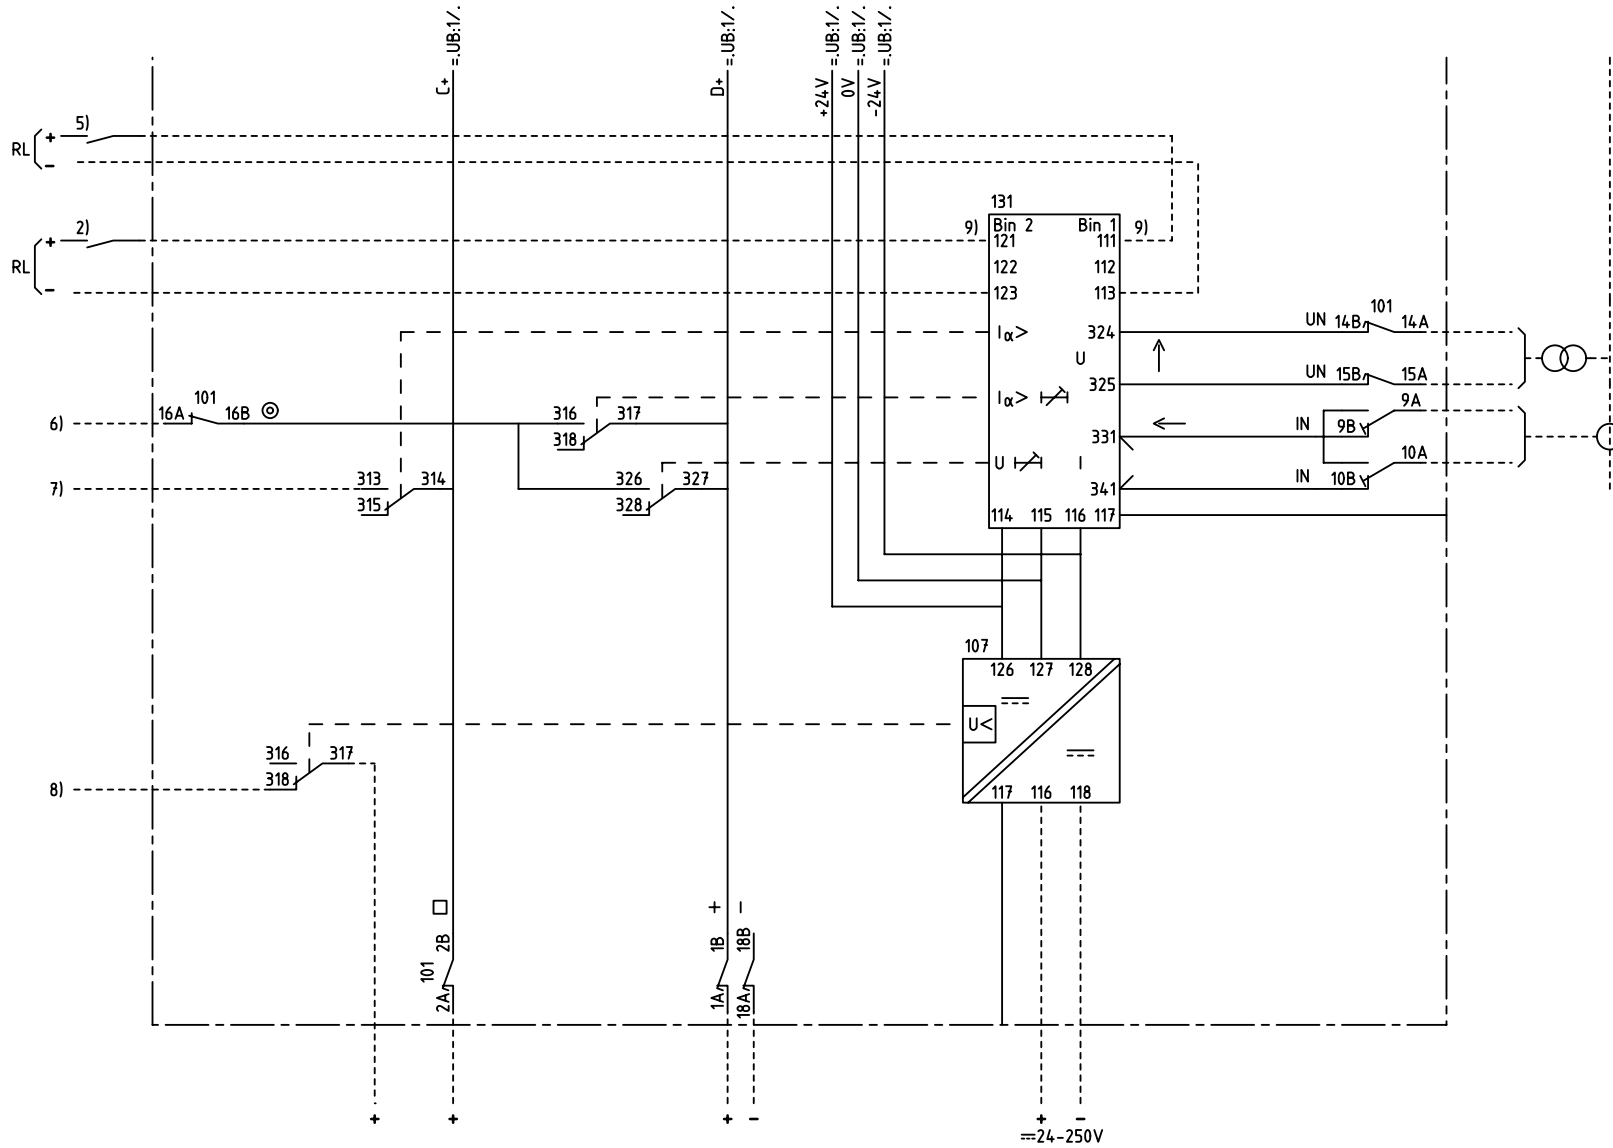 =.UB:1/.
=.UB:1/.
=.UB:1/.
=.UB:1/.
=.UB:1/.
C+
D+
+24V
0V
-24V
5)
RL
+
−
2)
RL
+
−
131
9)
Bin 2
Bin 1
9)
121
111
122
112
123
113
Iα>
324
U
325
Iα>
331
U
I
341
114
115
116
117
UN
14B
101
14A
UN
15B
15A
9A
IN
9B
10A
IN
10B
6)
16A
101
16B
316
317
318
7)
313
314
315
326
327
328
107
126
127
128
U<
117
116
118
8)
316
317
318
+
−
2B
1B
18B
101
2A
1A
18A
+
+
+
−
+
−
24-250V